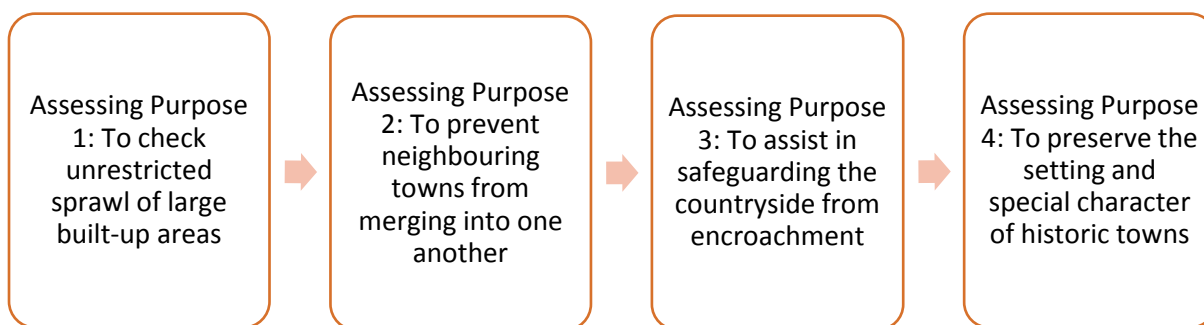 Assessing Purpose
1: To check
unrestricted
sprawl of large
built-up areas
Assessing Purpose
2: To prevent
neighbouring
towns from
merging into one
another
Assessing Purpose
3: To assist in
safeguarding the
countryside from
encroachment
Assessing Purpose
4: To preserve the
setting and
special character
of historic towns